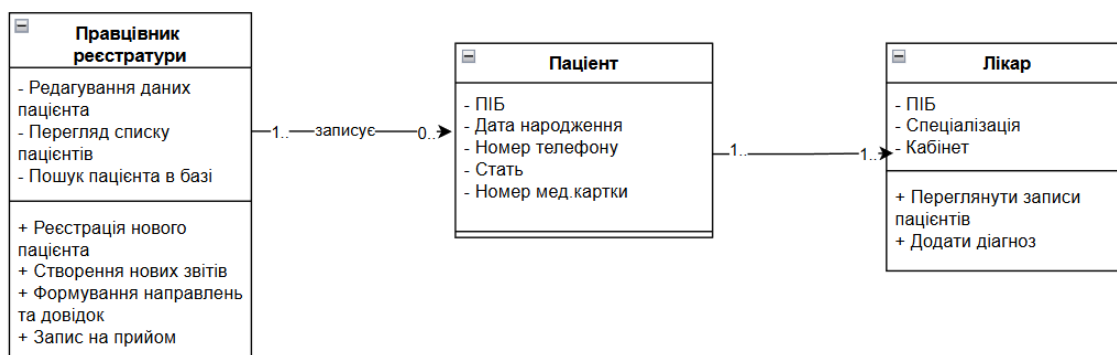 Правцівник
реєстратури
- Редагування даних
пацієнта
- Перегляд списку
пацієнтів
- Пошук пацієнта в базі
+ Реєстрація нового
пацієнта
+ Створення нових звітів
+ Формування направлень
та довідок
+ Запис на прийом
1..
записує
0..
Пацієнт
- ПІБ
- Дата народження
- Номер телефону
- Стать
- Номер мед.картки
1..
1..
Лікар
- ПІБ
- Спеціалізація
- Кабінет
+ Переглянути записи
пацієнтів
+ Додати діагноз